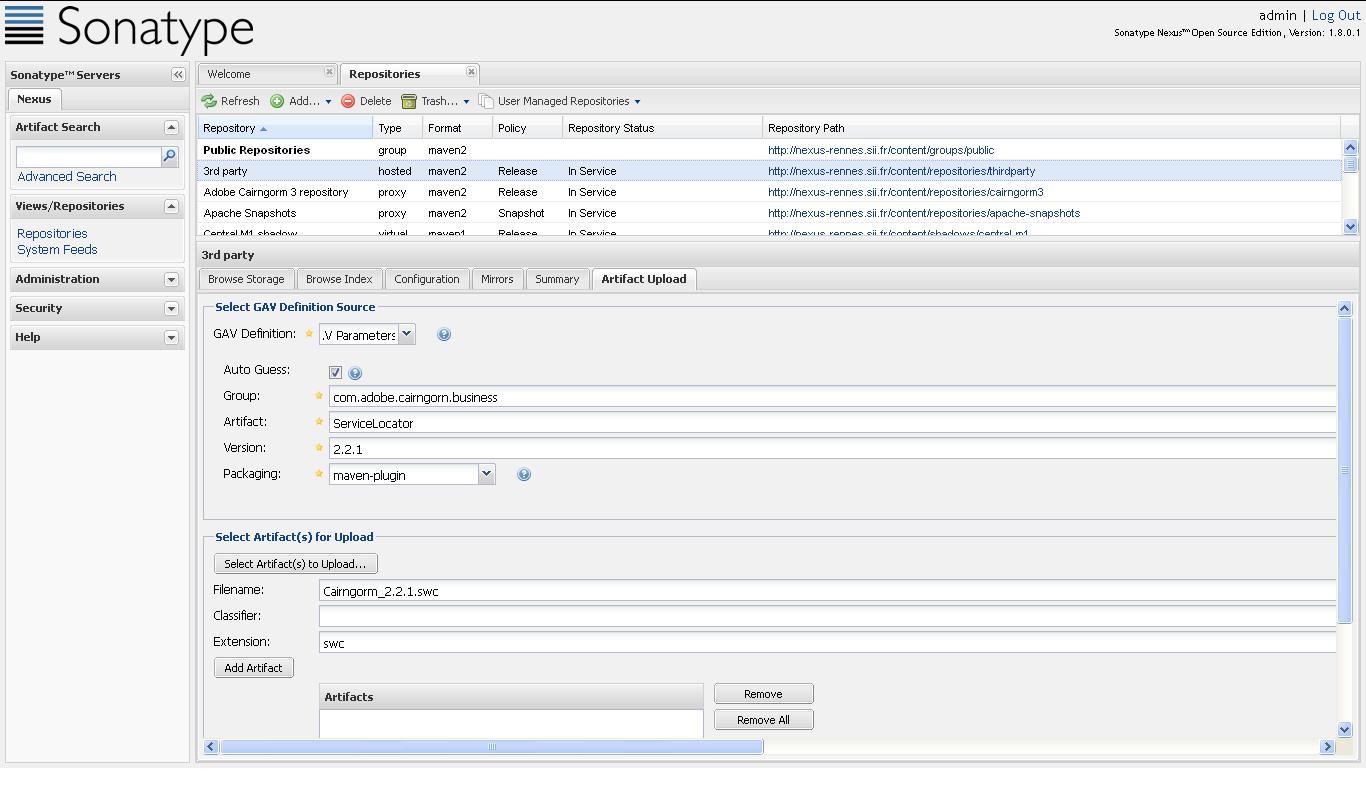 Sonatype
admin | Log Out
Sonatype Nexus™ Open Source Edition, Version: 1.8.0.1
Sonatype™ Servers
Nexus
Artifact Search
Advanced Search
Views/Repositories
Repositories
System Feeds
Administration
Security
Help
Welcome
Repositories
Refresh Add... Delete Trash... User Managed Repositories
Repository Type Format Policy Repository Status Repository Path
Public Repositories group maven2 http://nexus-rennes.sii.fr/content/groups/public
3rd party hosted maven2 Release In Service http://nexus-rennes.sii.fr/content/repositories/thirdparty
Adobe Cairngorm 3 repository proxy maven2 Release In Service http://nexus-rennes.sii.fr/content/repositories/cairngorm3
Apache Snapshots proxy maven2 Snapshot In Service http://nexus-rennes.sii.fr/content/repositories/apache-snapshots
Central M1 shadow virtual maven1 Release In Service http://nexus-rennes.sii.fr/content/shadows/central-m1
3rd party
Browse Storage Browse Index Configuration Mirrors Summary Artifact Upload
Select GAV Definition Source
GAV Definition: .V Parameters
Auto Guess:
Group: com.adobe.cairngorn.business
Artifact: ServiceLocator
Version: 2.2.1
Packaging: maven-plugin
Select Artifact(s) for Upload
Select Artifact(s) to Upload...
Filename: Cairngorm_2.2.1.swc
Classifier:
Extension: swc
Add Artifact
Artifacts
Remove
Remove All